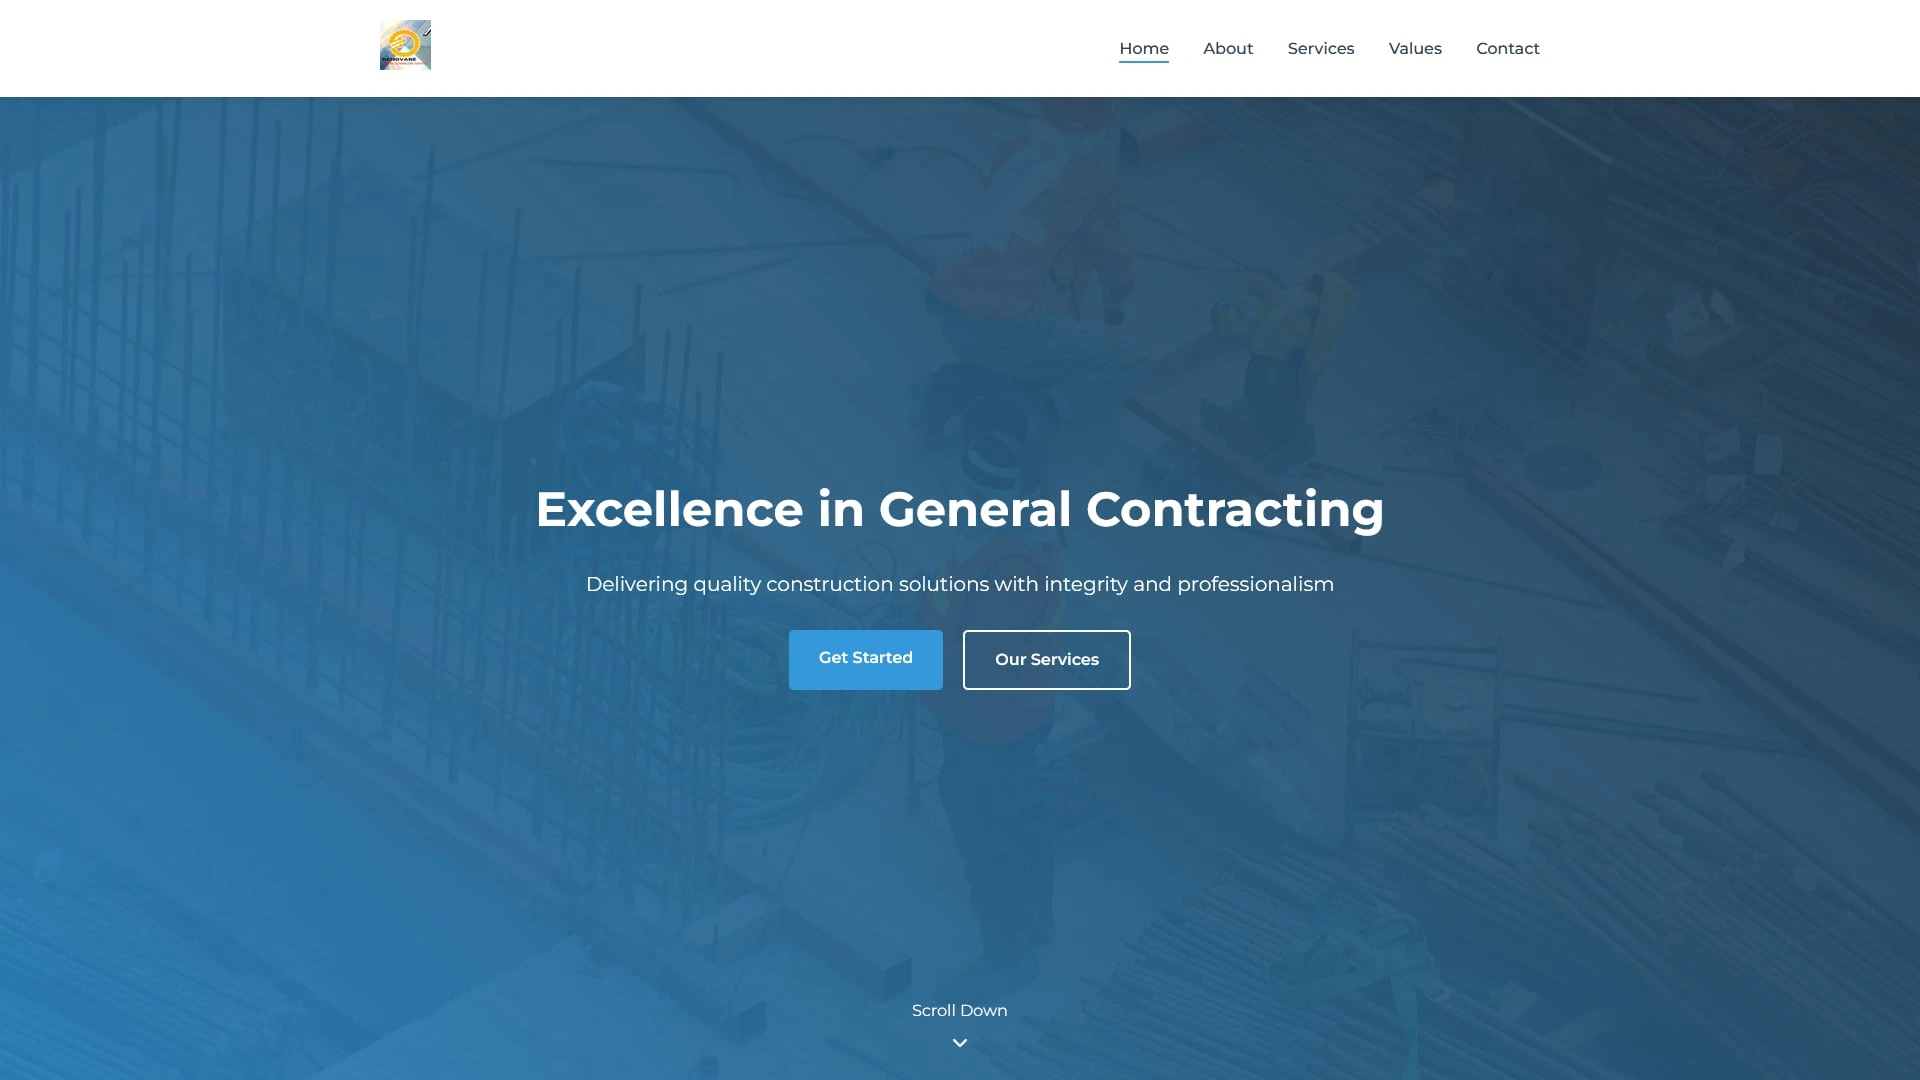 RENOVARE
Home
About
Services
Values
Contact
Excellence in General Contracting
Delivering quality construction solutions with integrity and professionalism
Get Started
Our Services
Scroll Down